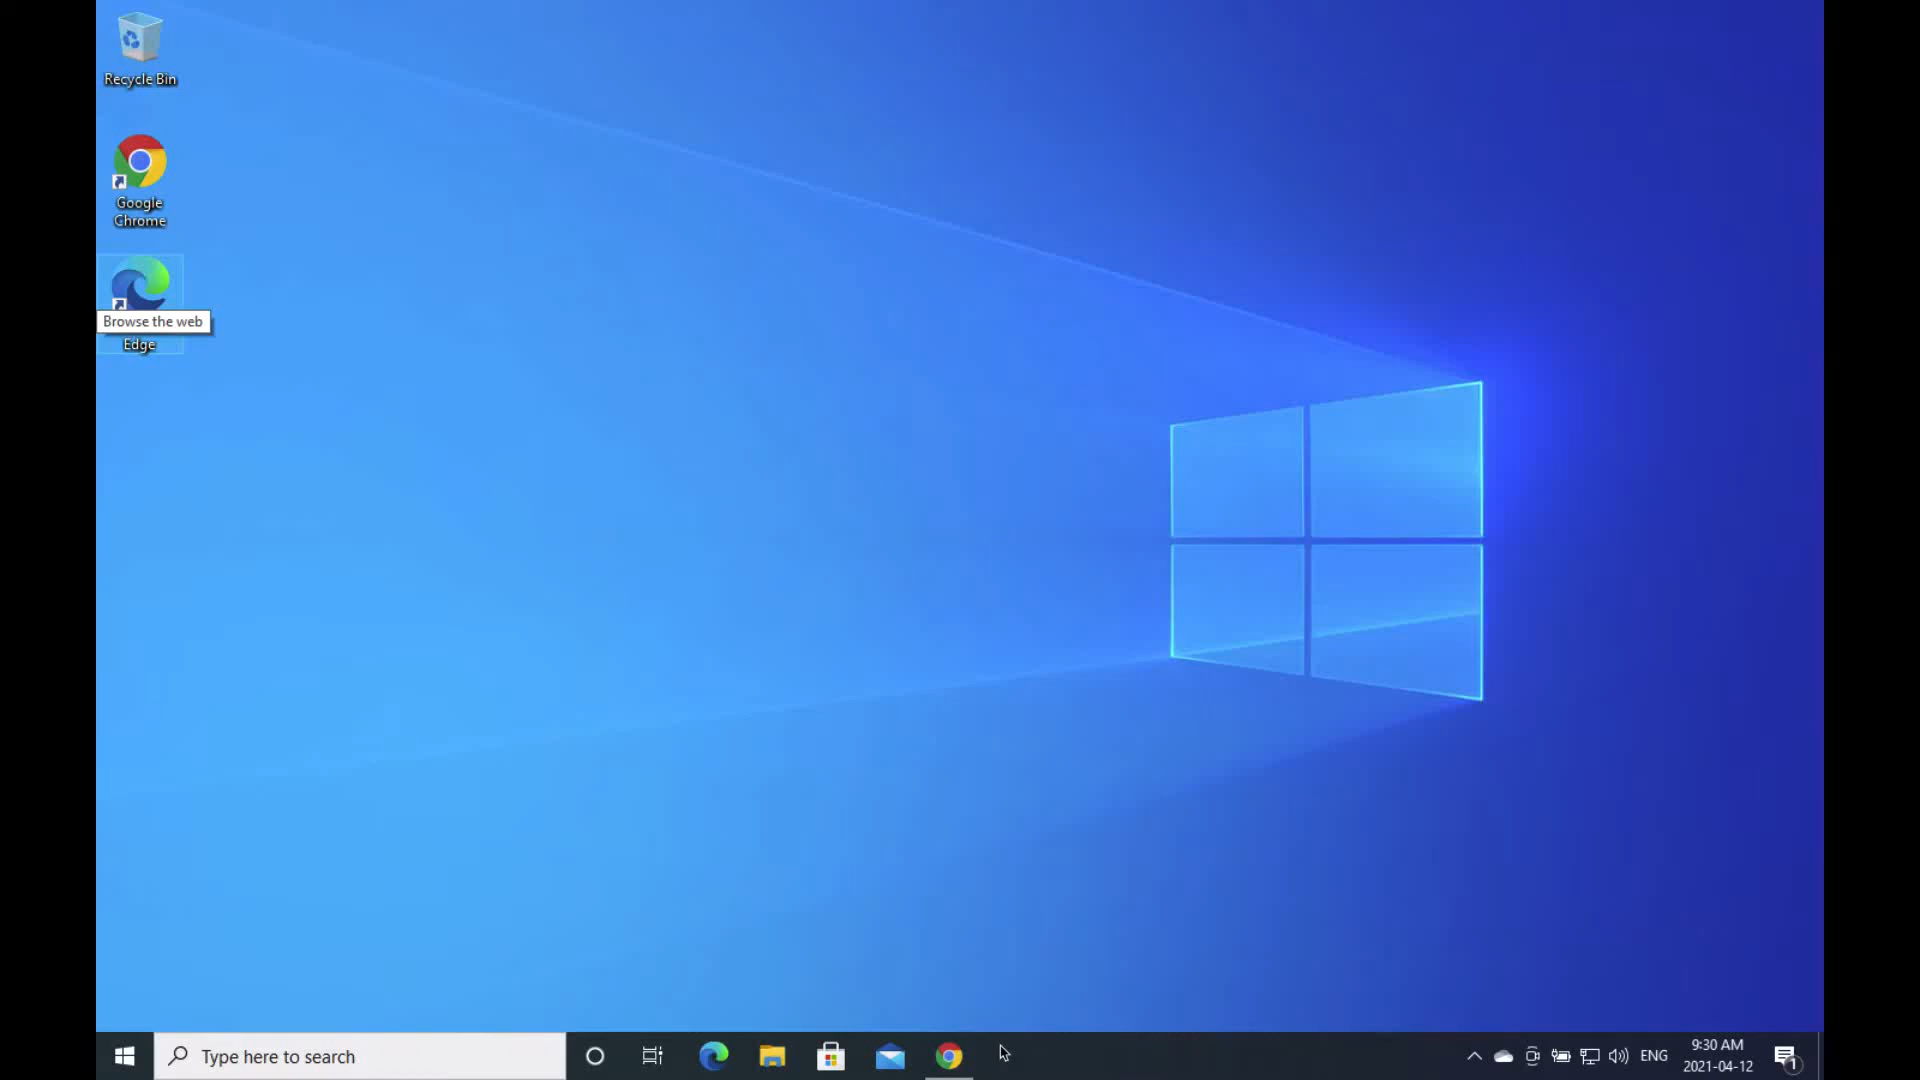 Recycle Bin
Google
Chrome
Browse the web
Edge
Type here to search
ENG
9:30 AM
2021-04-12
1